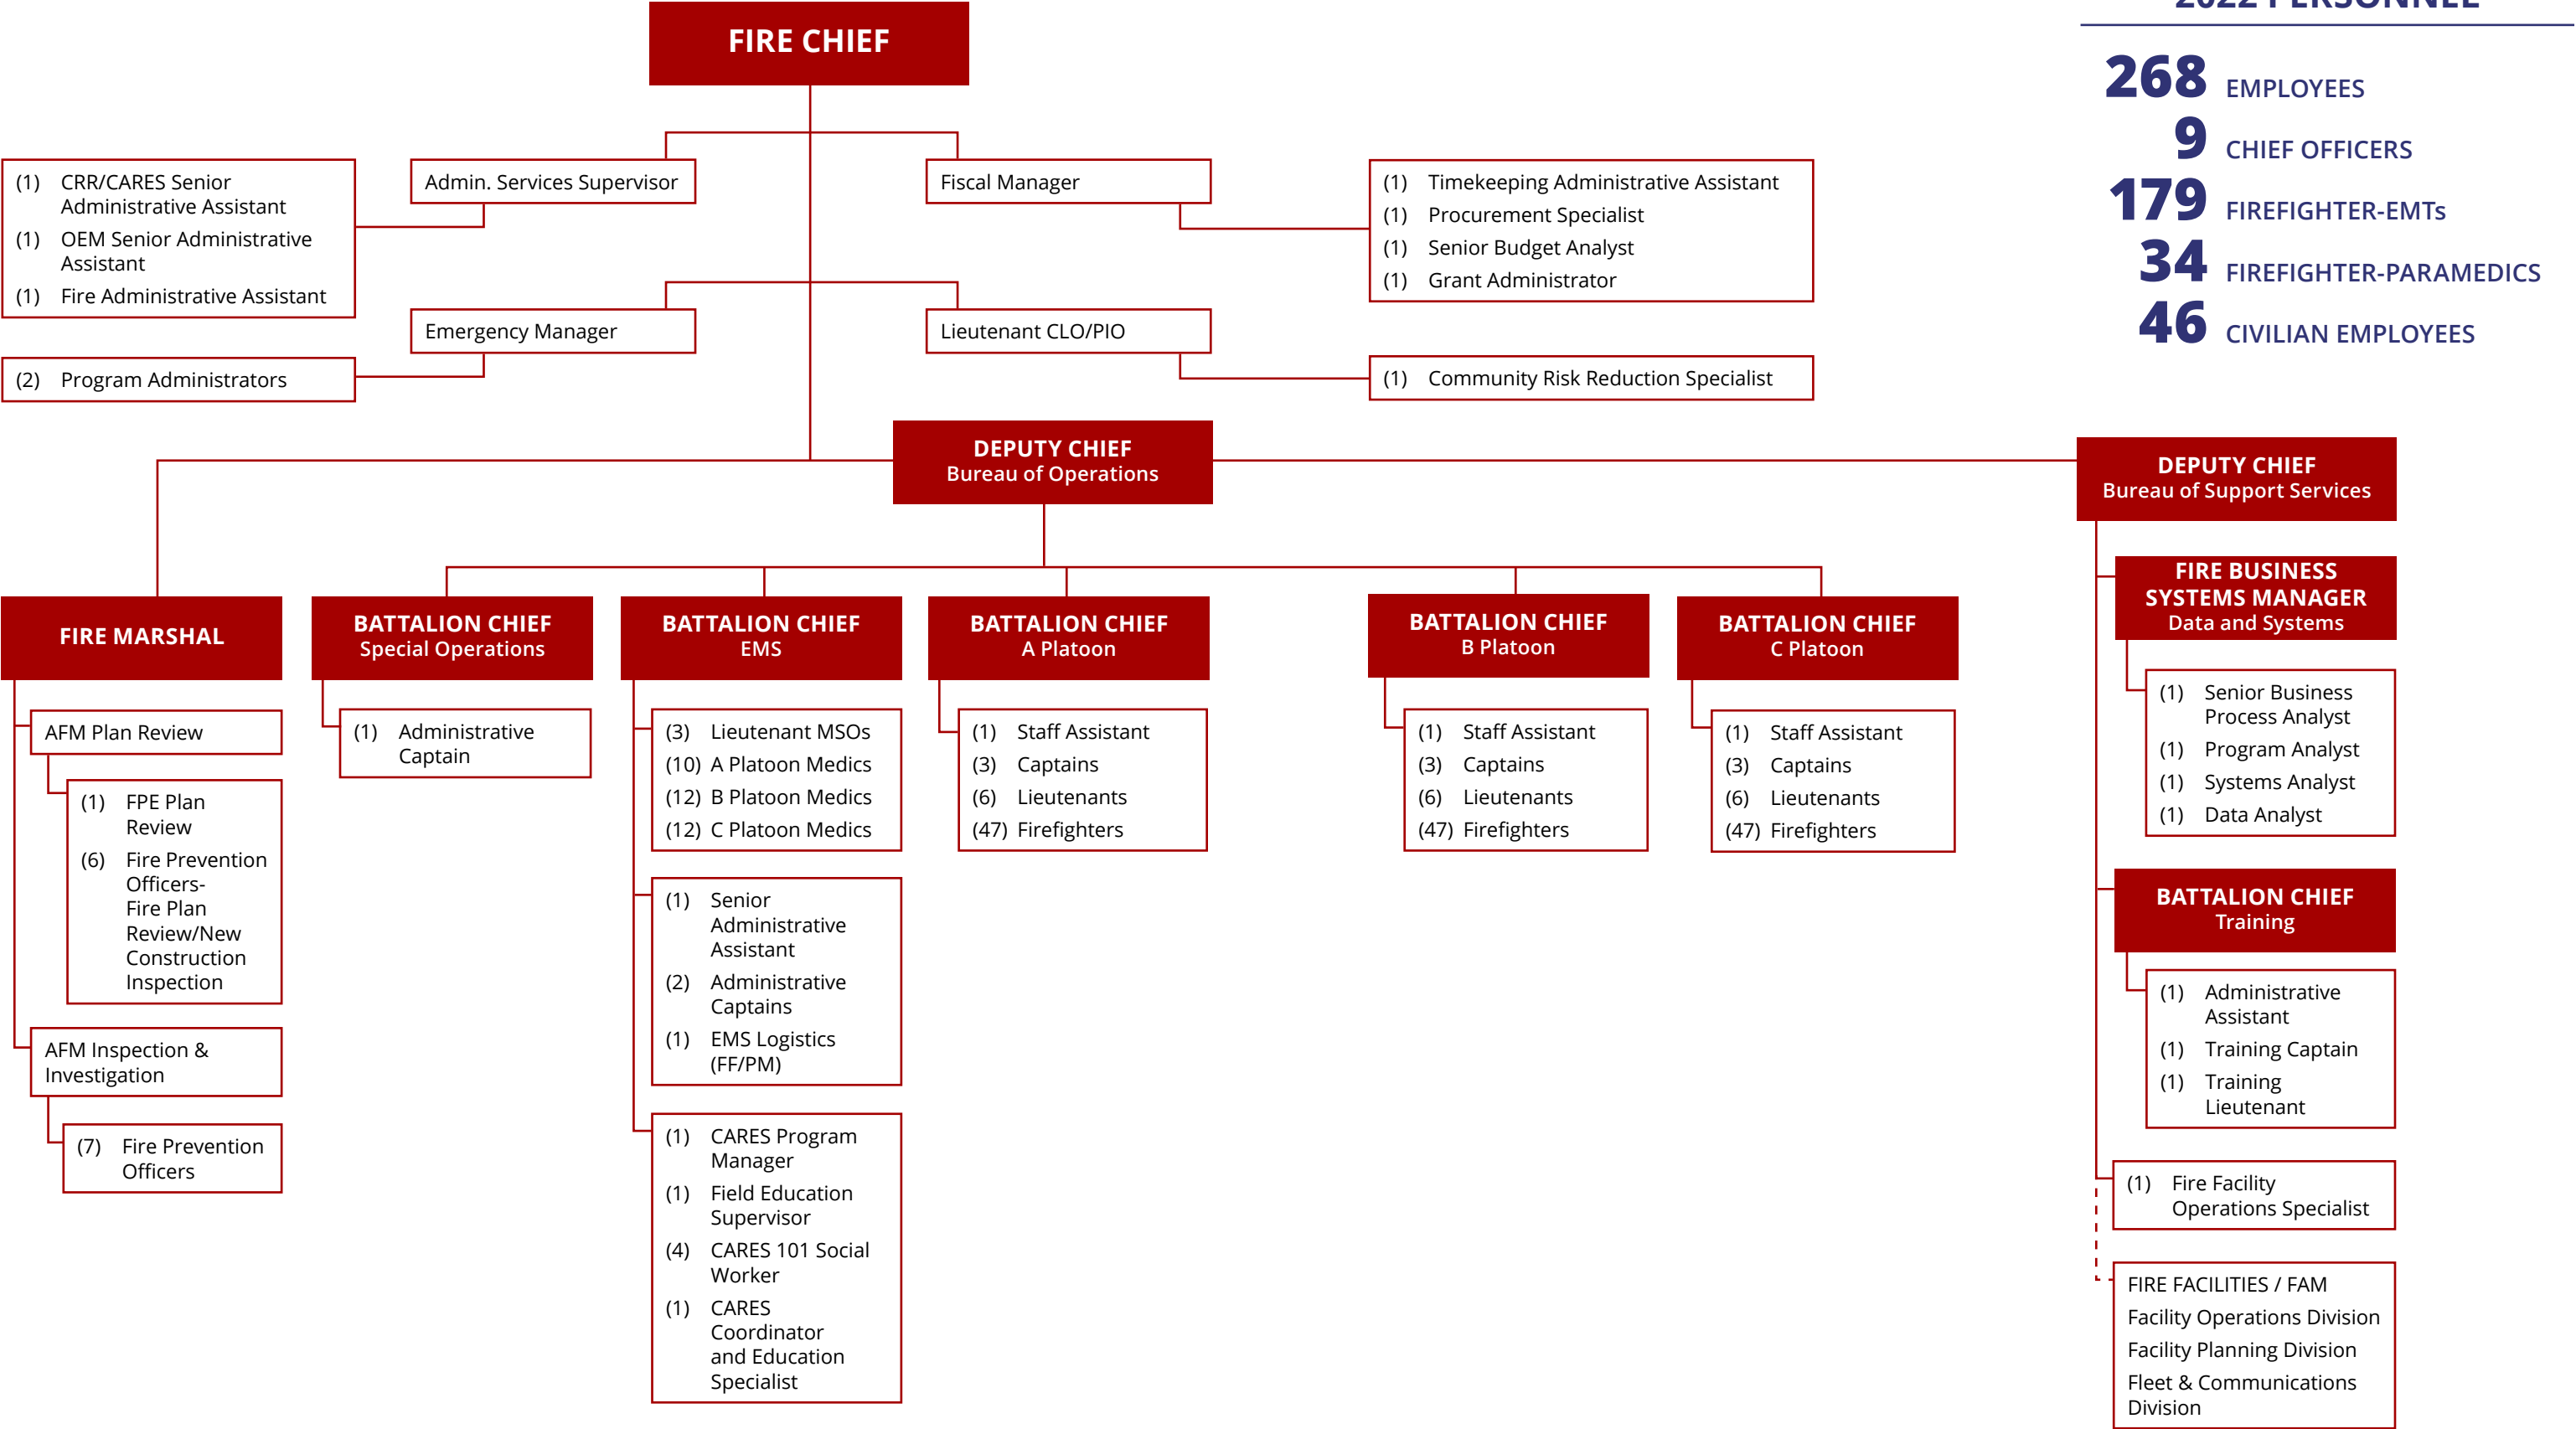 2022 PERSONNEL
268 EMPLOYEES
9 CHIEF OFFICERS
179 FIREFIGHTER-EMTs
34 FIREFIGHTER-PARAMEDICS
46 CIVILIAN EMPLOYEES
FIRE CHIEF
Admin. Services Supervisor
(1) CRR/CARES Senior
Administrative Assistant
(1) OEM Senior Administrative
Assistant
(1) Fire Administrative Assistant
Fiscal Manager
(1) Timekeeping Administrative Assistant
(1) Procurement Specialist
(1) Senior Budget Analyst
(1) Grant Administrator
Emergency Manager
(2) Program Administrators
Lieutenant CLO/PIO
(1) Community Risk Reduction Specialist
DEPUTY CHIEF
Bureau of Operations
DEPUTY CHIEF
Bureau of Support Services
FIRE MARSHAL
AFM Plan Review
(1) FPE Plan
Review
(6) Fire Prevention
Officers-
Fire Plan
Review/New
Construction
Inspection
AFM Inspection &
Investigation
(7) Fire Prevention
Officers
BATTALION CHIEF
Special Operations
(1) Administrative
Captain
BATTALION CHIEF
EMS
(3) Lieutenant MSOs
(10) A Platoon Medics
(12) B Platoon Medics
(12) C Platoon Medics
(1) Senior
Administrative
Assistant
(2) Administrative
Captains
(1) EMS Logistics
(FF/PM)
(1) CARES Program
Manager
(1) Field Education
Supervisor
(4) CARES 101 Social
Worker
(1) CARES
Coordinator
and Education
Specialist
BATTALION CHIEF
A Platoon
(1) Staff Assistant
(3) Captains
(6) Lieutenants
(47) Firefighters
BATTALION CHIEF
B Platoon
(1) Staff Assistant
(3) Captains
(6) Lieutenants
(47) Firefighters
BATTALION CHIEF
C Platoon
(1) Staff Assistant
(3) Captains
(6) Lieutenants
(47) Firefighters
FIRE BUSINESS
SYSTEMS MANAGER
Data and Systems
(1) Senior Business
Process Analyst
(1) Program Analyst
(1) Systems Analyst
(1) Data Analyst
BATTALION CHIEF
Training
(1) Administrative
Assistant
(1) Training Captain
(1) Training
Lieutenant
(1) Fire Facility
Operations Specialist
FIRE FACILITIES / FAM
Facility Operations Division
Facility Planning Division
Fleet & Communications
Division